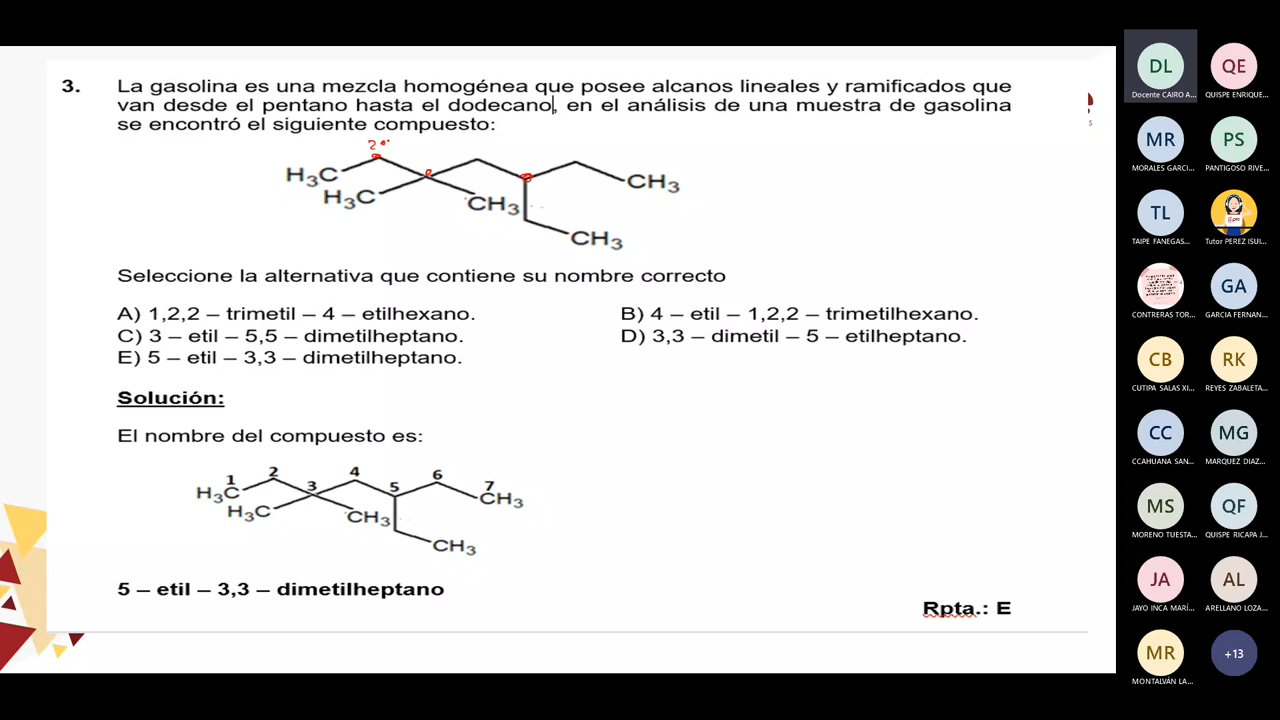 3. La gasolina es una mezcla homogénea que posee alcanos lineales y ramificados que
van desde el pentano hasta el dodecano, en el análisis de una muestra de gasolina
se encontró el siguiente compuesto:
H3C
H3C
CH3
CH3
CH3
Seleccione la alternativa que contiene su nombre correcto
A) 1,2,2 – trimetil – 4 – etilhexano.
B) 4 – etil – 1,2,2 – trimetilhexano.
C) 3 – etil – 5,5 – dimetilheptano.
D) 3,3 – dimetil – 5 – etilheptano.
E) 5 – etil – 3,3 – dimetilheptano.
Solución:
El nombre del compuesto es:
1 2 3 4 5 6 7
H3C
H3C
CH3
CH3
CH3
5 – etil – 3,3 – dimetilheptano
Rpta.: E
DL
Docente CAIRO A...
QE
QUISPE ENRIQUE...
MR
MORALES GARCI...
PS
PANTIGOSO RIVE...
TL
TAIPE FANEGAS...
Tutor PEREZ ISUI...
CONTRERAS TOR...
GA
GARCIA FERNAN...
CB
CUTIPA SALAS XI...
RK
REYES ZABALETA...
CC
CCAHUANA SAN...
MG
MARQUEZ DIAZ...
MS
MORENO TUESTA...
QF
QUISPE RICAPA J...
JA
JAYO INCA MARÍ...
AL
ARELLANO LOZA...
MR
MONTALVÁN LA...
+13